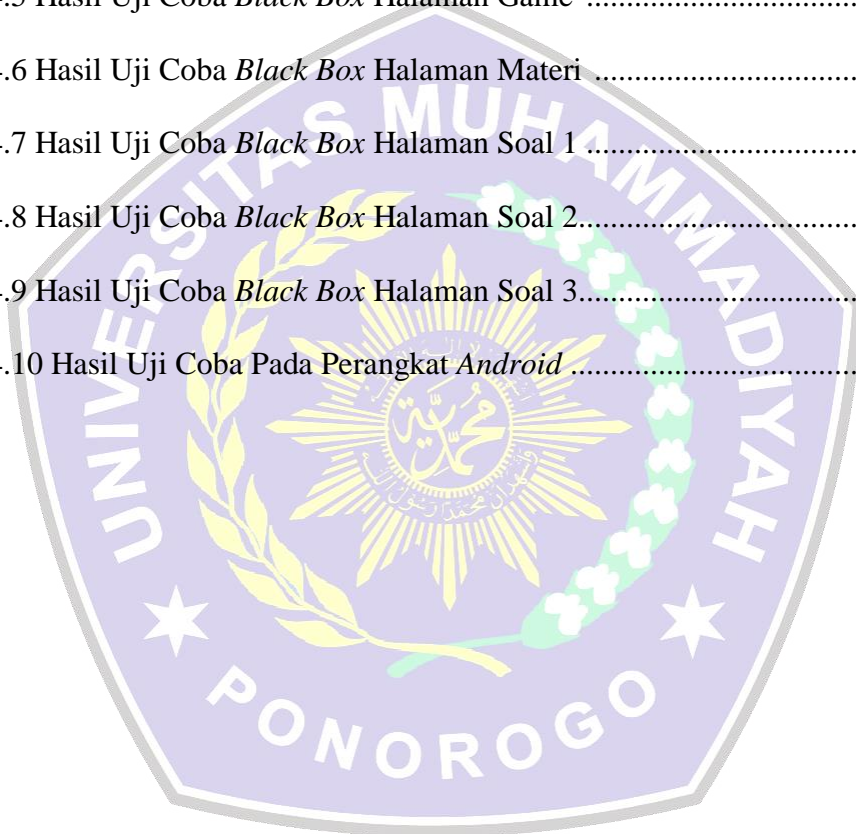 .5 Hasil Uji Coba Black Box Halaman Game ................................
.6 Hasil Uji Coba Black Box Halaman Materi ................................
.7 Hasil Uji Coba Black Box Halaman Soal 1 ................................
.8 Hasil Uji Coba Black Box Halaman Soal 2................................
.9 Hasil Uji Coba Black Box Halaman Soal 3................................
.10 Hasil Uji Coba Pada Perangkat Android ...................................
UNIVERSITAS MUHAMMADIYAH
PONOROGO
محمدية